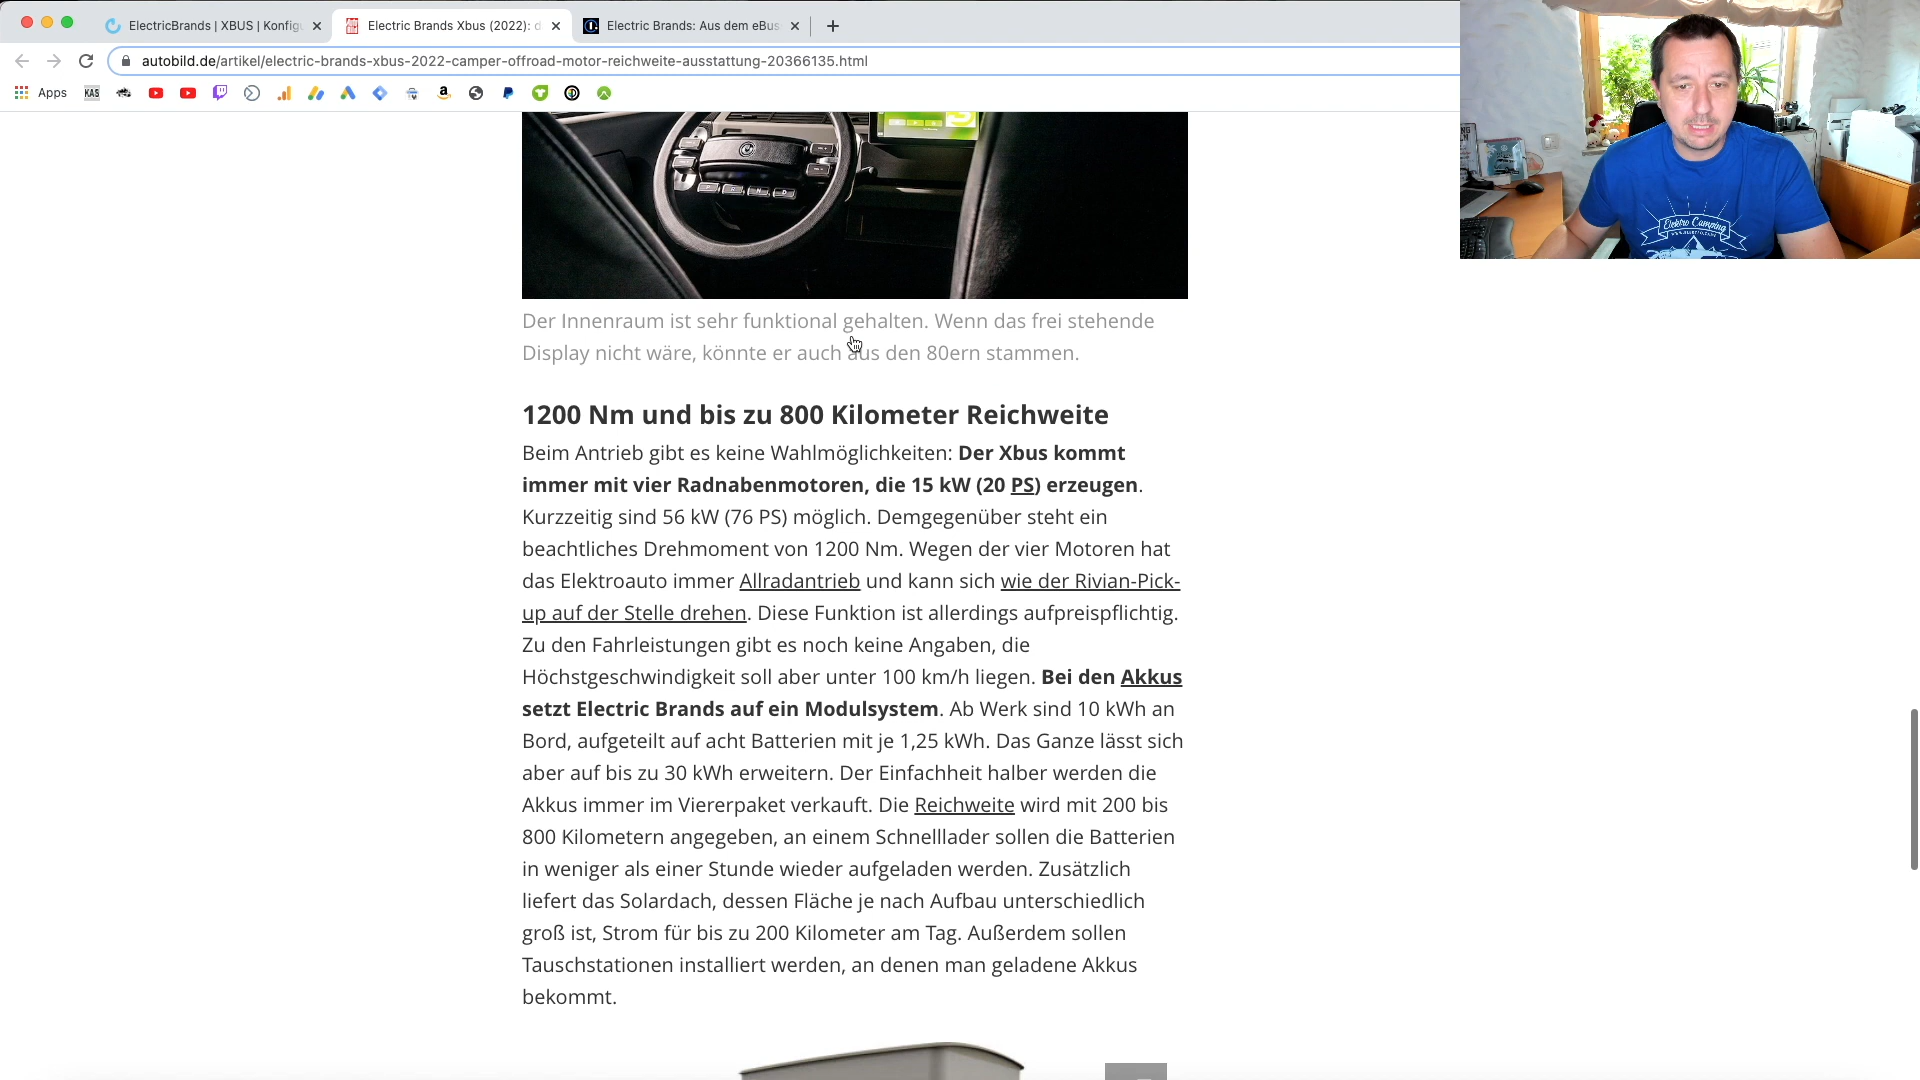 ElectricBrands | XBUS | Konfigu
Electric Brands Xbus (2022): d
Electric Brands: Aus dem eBus
autobild.de/artikel/electric-brands-xbus-2022-camper-offroad-motor-reichweite-ausstattung-20366135.html
Apps
KAS
Elektro Camping
Der Innenraum ist sehr funktional gehalten. Wenn das frei stehende
Display nicht wäre, könnte er auch aus den 80ern stammen.
1200 Nm und bis zu 800 Kilometer Reichweite
Beim Antrieb gibt es keine Wahlmöglichkeiten: Der Xbus kommt
immer mit vier Radnabenmotoren, die 15 kW (20 PS) erzeugen.
Kurzzeitig sind 56 kW (76 PS) möglich. Demgegenüber steht ein
beachtliches Drehmoment von 1200 Nm. Wegen der vier Motoren hat
das Elektroauto immer Allradantrieb und kann sich wie der Rivian-Pick-
up auf der Stelle drehen. Diese Funktion ist allerdings aufpreispflichtig.
Zu den Fahrleistungen gibt es noch keine Angaben, die
Höchstgeschwindigkeit soll aber unter 100 km/h liegen. Bei den Akkus
setzt Electric Brands auf ein Modulsystem. Ab Werk sind 10 kWh an
Bord, aufgeteilt auf acht Batterien mit je 1,25 kWh. Das Ganze lässt sich
aber auf bis zu 30 kWh erweitern. Der Einfachheit halber werden die
Akkus immer im Viererpaket verkauft. Die Reichweite wird mit 200 bis
800 Kilometern angegeben, an einem Schnelllader sollen die Batterien
in weniger als einer Stunde wieder aufgeladen werden. Zusätzlich
liefert das Solardach, dessen Fläche je nach Aufbau unterschiedlich
groß ist, Strom für bis zu 200 Kilometer am Tag. Außerdem sollen
Tauschstationen installiert werden, an denen man geladene Akkus
bekommt.